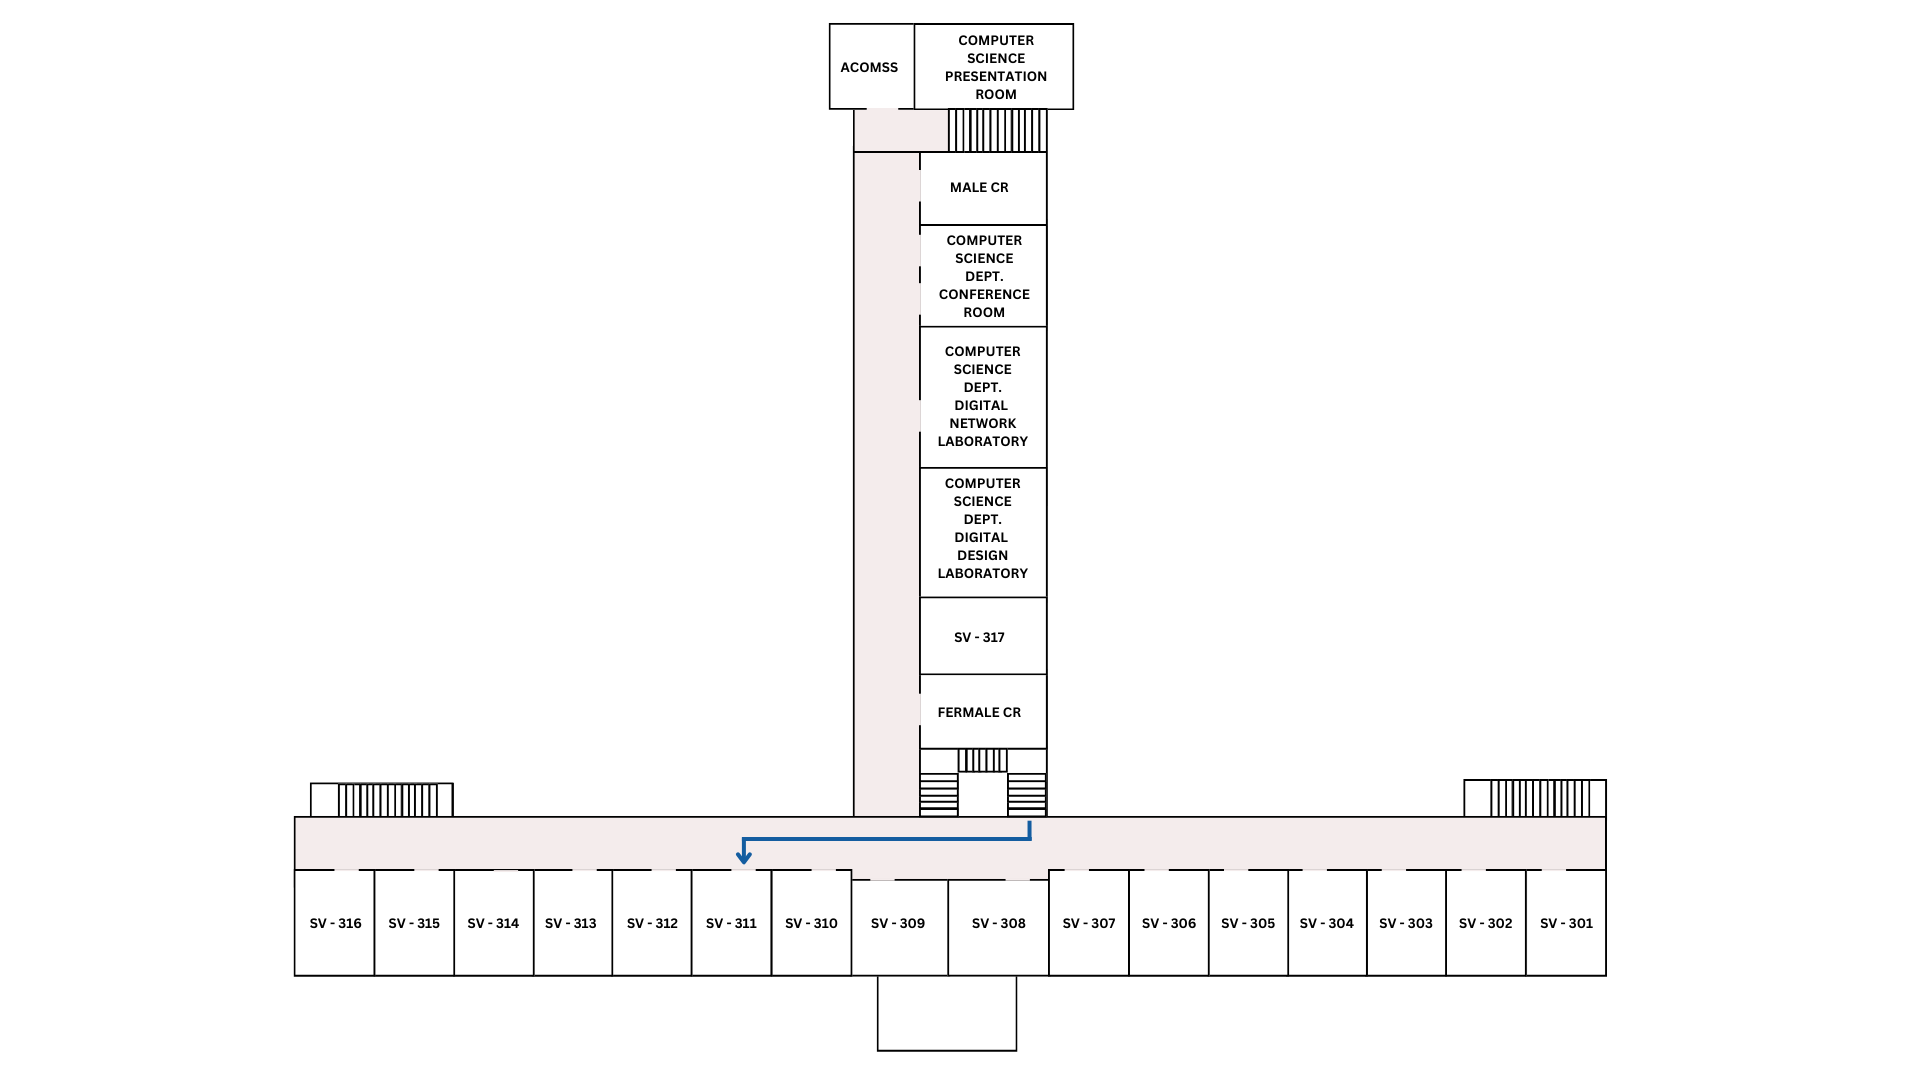 ACOMSS
COMPUTER
SCIENCE
PRESENTATION
ROOM
MALE CR
COMPUTER
SCIENCE
DEPT.
CONFERENCE
ROOM
COMPUTER
SCIENCE
DEPT.
DIGITAL
NETWORK
LABORATORY
COMPUTER
SCIENCE
DEPT.
DIGITAL
DESIGN
LABORATORY
SV - 317
FERMALE CR
SV - 316
SV - 315
SV - 314
SV - 313
SV - 312
SV - 311
SV - 310
SV - 309
SV - 308
SV - 307
SV - 306
SV - 305
SV - 304
SV - 303
SV - 302
SV - 301